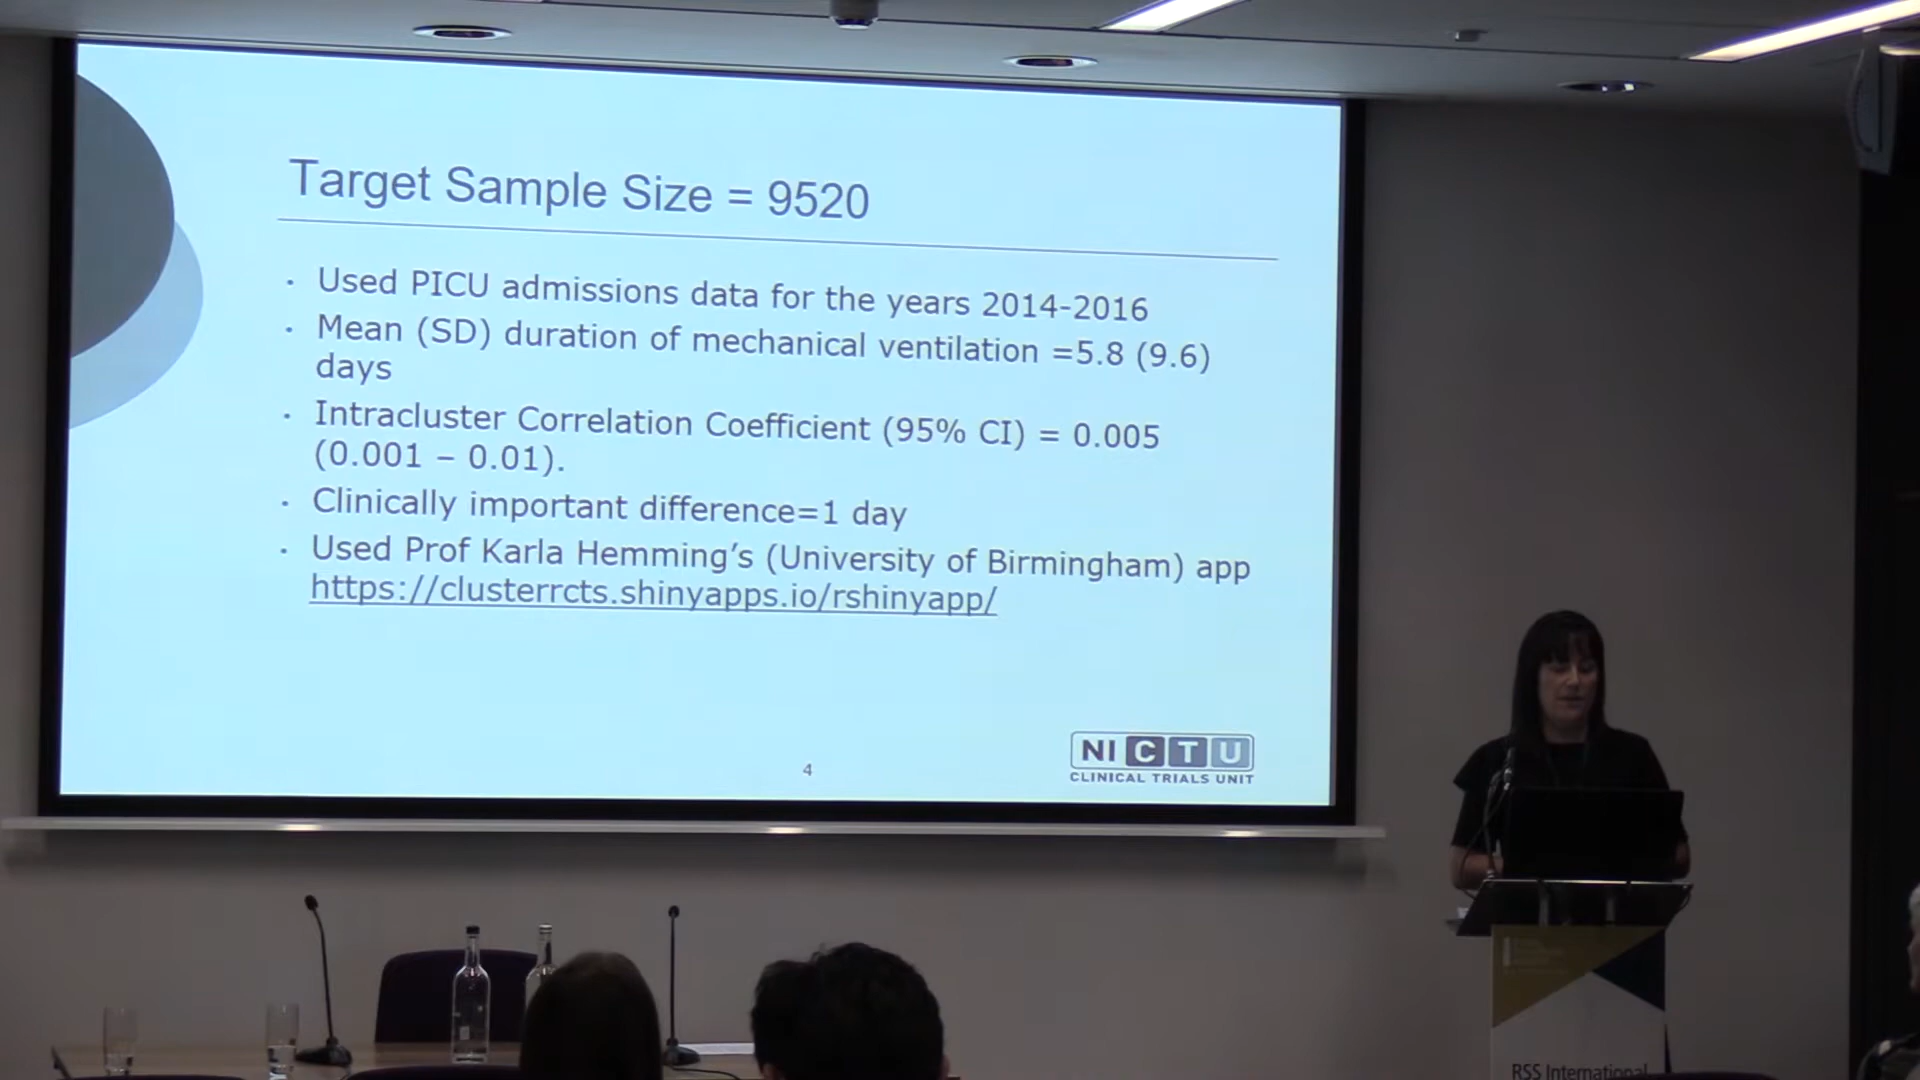 Target Sample Size = 9520
· Used PICU admissions data for the years 2014-2016
· Mean (SD) duration of mechanical ventilation =5.8 (9.6)
days
· Intracluster Correlation Coefficient (95% CI) = 0.005
(0.001 – 0.01).
· Clinically important difference=1 day
· Used Prof Karla Hemming’s (University of Birmingham) app
https://clusterrcts.shinyapps.io/rshinyapp/
4
NI CTU
CLINICAL TRIALS UNIT
RSS International